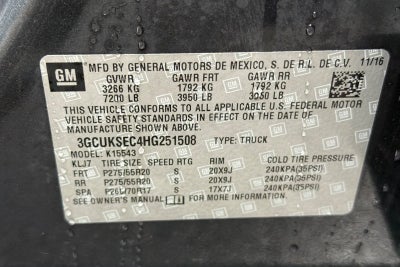 GM
MFD BY GENERAL MOTORS DE MEXICO, S. DE R.L. DE C.V. 11/16
GVWR GAWR FRT GAWR RR
3266 KG 1792 KG 1792 KG
7200 LB 3950 LB 3950 LB
THIS VEHICLE CONFORMS TO ALL APPLICABLE U.S. FEDERAL MOTOR
VEHICLE SAFETY STANDARDS IN EFFECT ON THE DATE OF
MANUFACTURE SHOWN ABOVE.
3GCUKSEC4HG251508 TYPE: TRUCK
MODEL: K15543
KLJ7 TIRE SIZE SPEED RTG RIM COLD TIRE PRESSURE
FRT P275/55R20 S 20X9J 240KPA(35PSI)
RR P275/55R20 S 20X9J 240KPA(35PSI)
SPA P265/70R17 S 17X7J 240KPA(35PSI)
SEE OWNER'S MANUAL FOR ADDITIONAL INFORMATION.